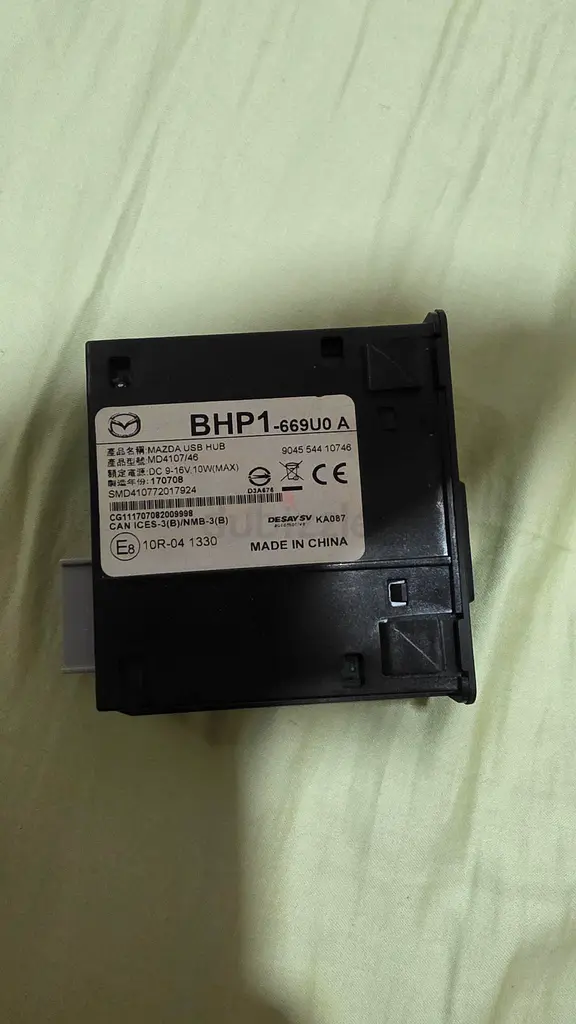 BHP1-669U0 A
產品名稱:MAZDA USB HUB
9045 544 10746
產品型號:MD4107/46
額定電源:DC 9-16V,10W(MAX)
製造年份:170708
SMD410772017924
D3A676
CE
CG111707082009998
CAN ICES-3(B)/NMB-3(B)
DESAY SV
automotive
KA087
E8 10R-04 1330
MADE IN CHINA